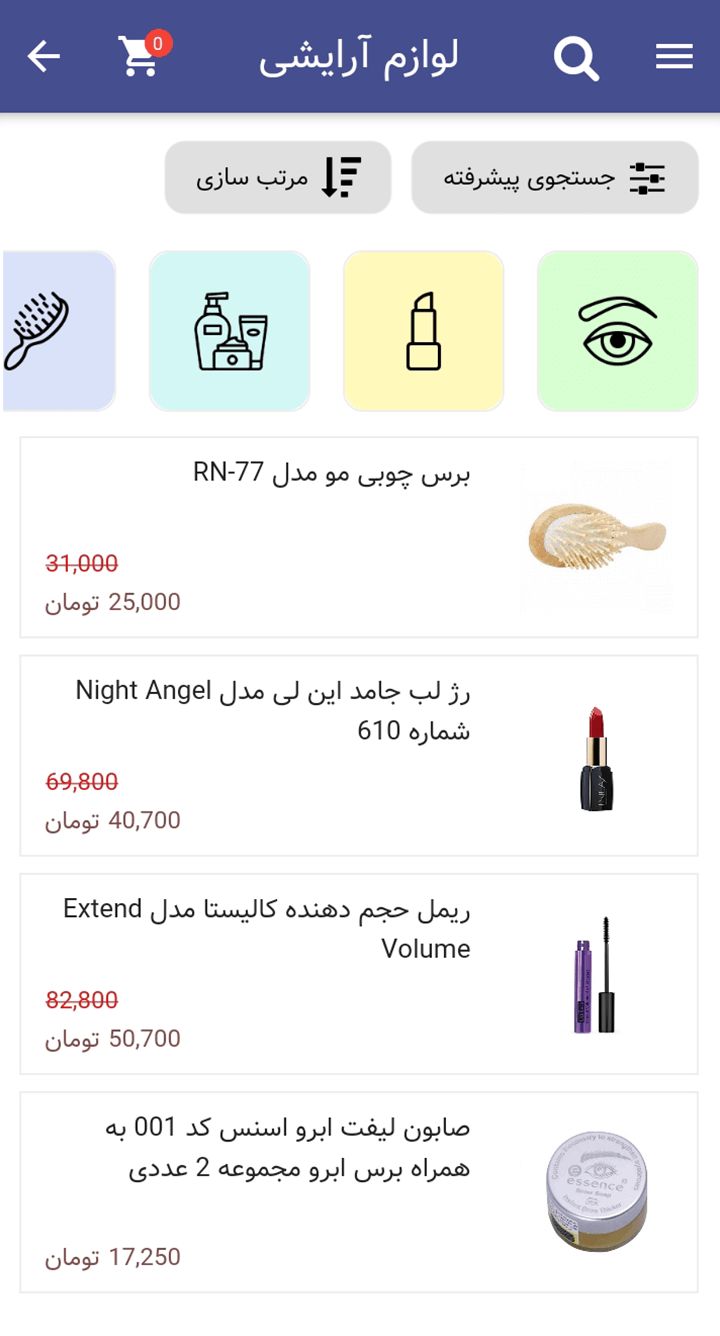 لوازم آرایشی
0
جستجوی پیشرفته
مرتب سازی
برس چوبی مو مدل RN-77
31,000
25,000 تومان
رژ لب جامد این لی مدل Night Angel
شماره 610
69,800
40,700 تومان
ریمل حجم دهنده کالیستا مدل Extend
Volume
82,800
50,700 تومان
صابون لیفت ابرو اسنس کد 001 به
همراه برس ابرو مجموعه 2 عددی
essence
17,250 تومان